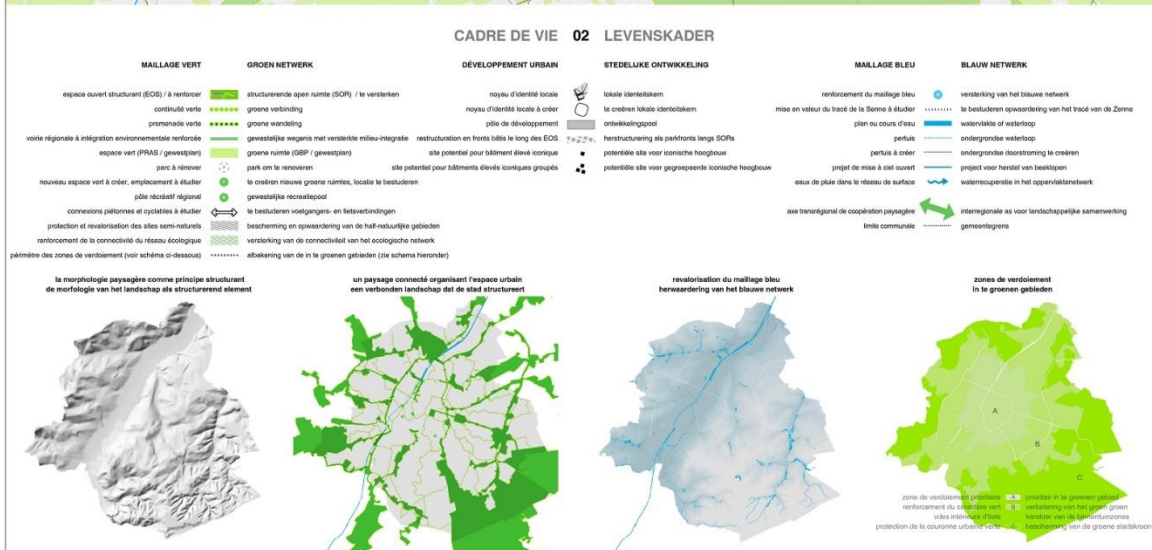 CADRE DE VIE 02 LEVENSKADER
MAILLAGE VERT GROEN NETWERK
espace ouvert structurant (EOS) / à renforcer structurerende open ruimte (SOR) / te versterken
continuité verte groene verbinding
promenade verte groene wandeling
voirie régionale à intégration environnementale renforcée gewestelijke wegenis met versterkte milieu-integratie
espace vert (PRAS / gewestplan) groene ruimte (GBP / gewestplan)
parc à rénover park om te renoveren
nouveau espace vert à créer, emplacement à étudier te creëren nieuwe groene ruimtes, locatie te bestuderen
pôle récréatif régional gewestelijke recreatiepool
connexions piétonnes et cyclables à étudier te bestuderen voetgangers- en fietsverbindingen
protection et revalorisation des sites semi-naturels bescherming en opwaardering van de half-natuurlijke gebieden
renforcement de la connectivité du réseau écologique versterking van de connectiviteit van het ecologische netwerk
périmètre des zones de verdoiement (voir schéma ci-dessous) afbakening van de in te groenen gebieden (zie schema hieronder)
DÉVELOPPEMENT URBAIN STEDELIJKE ONTWIKKELING
noyau d'identité locale lokale identeitskern
noyau d'identité locale à créer te creëren lokale identeitskern
pôle de développement ontwikkelingspool
restructuration en fronts bâtis le long des EOS herstructurering als parkfronts langs SORs
site potentiel pour bâtiment élevé iconique potentiële site voor iconische hoogbouw
site potentiel pour bâtiments élevés iconiques groupés potentiële site voor gegroepeerde iconische hoogbouw
MAILLAGE BLEU BLAUW NETWERK
renforcement du maillage bleu versterking van het blauwe netwerk
mise en valeur du tracé de la Senne à étudier te bestuderen opwaardering van het tracé van de Zenne
plan ou cours d'eau watervlakte of waterloop
pertuis ondergrondse waterloop
pertuis à créer ondergrondse doorstroming te creëren
projet de mise à ciel ouvert project voor herstel van beeklopen
eaux de pluie dans le réseau de surface waterrecuperatie in het oppervlaktenetwerk
axe transrégional de coopération paysagère interregionale as voor landschappelijke samenwerking
limite communale gemeentegrens
la morphologie paysagère comme principe structurant
de morfologie van het landschap als structurerend element
un paysage connecté organisant l'espace urbain
een verbonden landschap dat de stad structureert
revalorisation du maillage bleu
herwaardering van het blauwe netwerk
zones de verdoiement
in te groenen gebieden
A
B
C
zone de verdoiement prioritaire A prioritair in te groenen gebied
renforcement du caractère vert B verbetering van het groen groen
vides intérieurs d'îlots karakter van de binnentuinzones
protection de la couronne urbaine verte C bescherming van de groene stadskroon